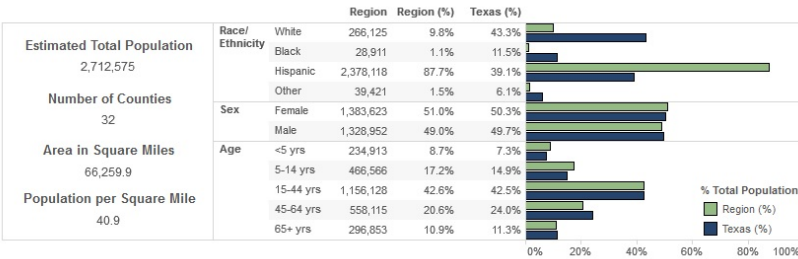 Region Region (%) Texas (%)
Estimated Total Population
2,712,575
Number of Counties
32
Area in Square Miles
66,259.9
Population per Square Mile
40.9
Race/ Ethnicity White 266,125 9.8% 43.3%
Black 28,911 1.1% 11.5%
Hispanic 2,378,118 87.7% 39.1%
Other 39,421 1.5% 6.1%
Sex Female 1,383,623 51.0% 50.3%
Male 1,328,952 49.0% 49.7%
Age <5 yrs 234,913 8.7% 7.3%
5-14 yrs 466,566 17.2% 14.9%
15-44 yrs 1,156,128 42.6% 42.5%
45-64 yrs 558,115 20.6% 24.0%
65+ yrs 296,853 10.9% 11.3%
% Total Population
Region (%)
Texas (%)
0% 20% 40% 60% 80% 100%